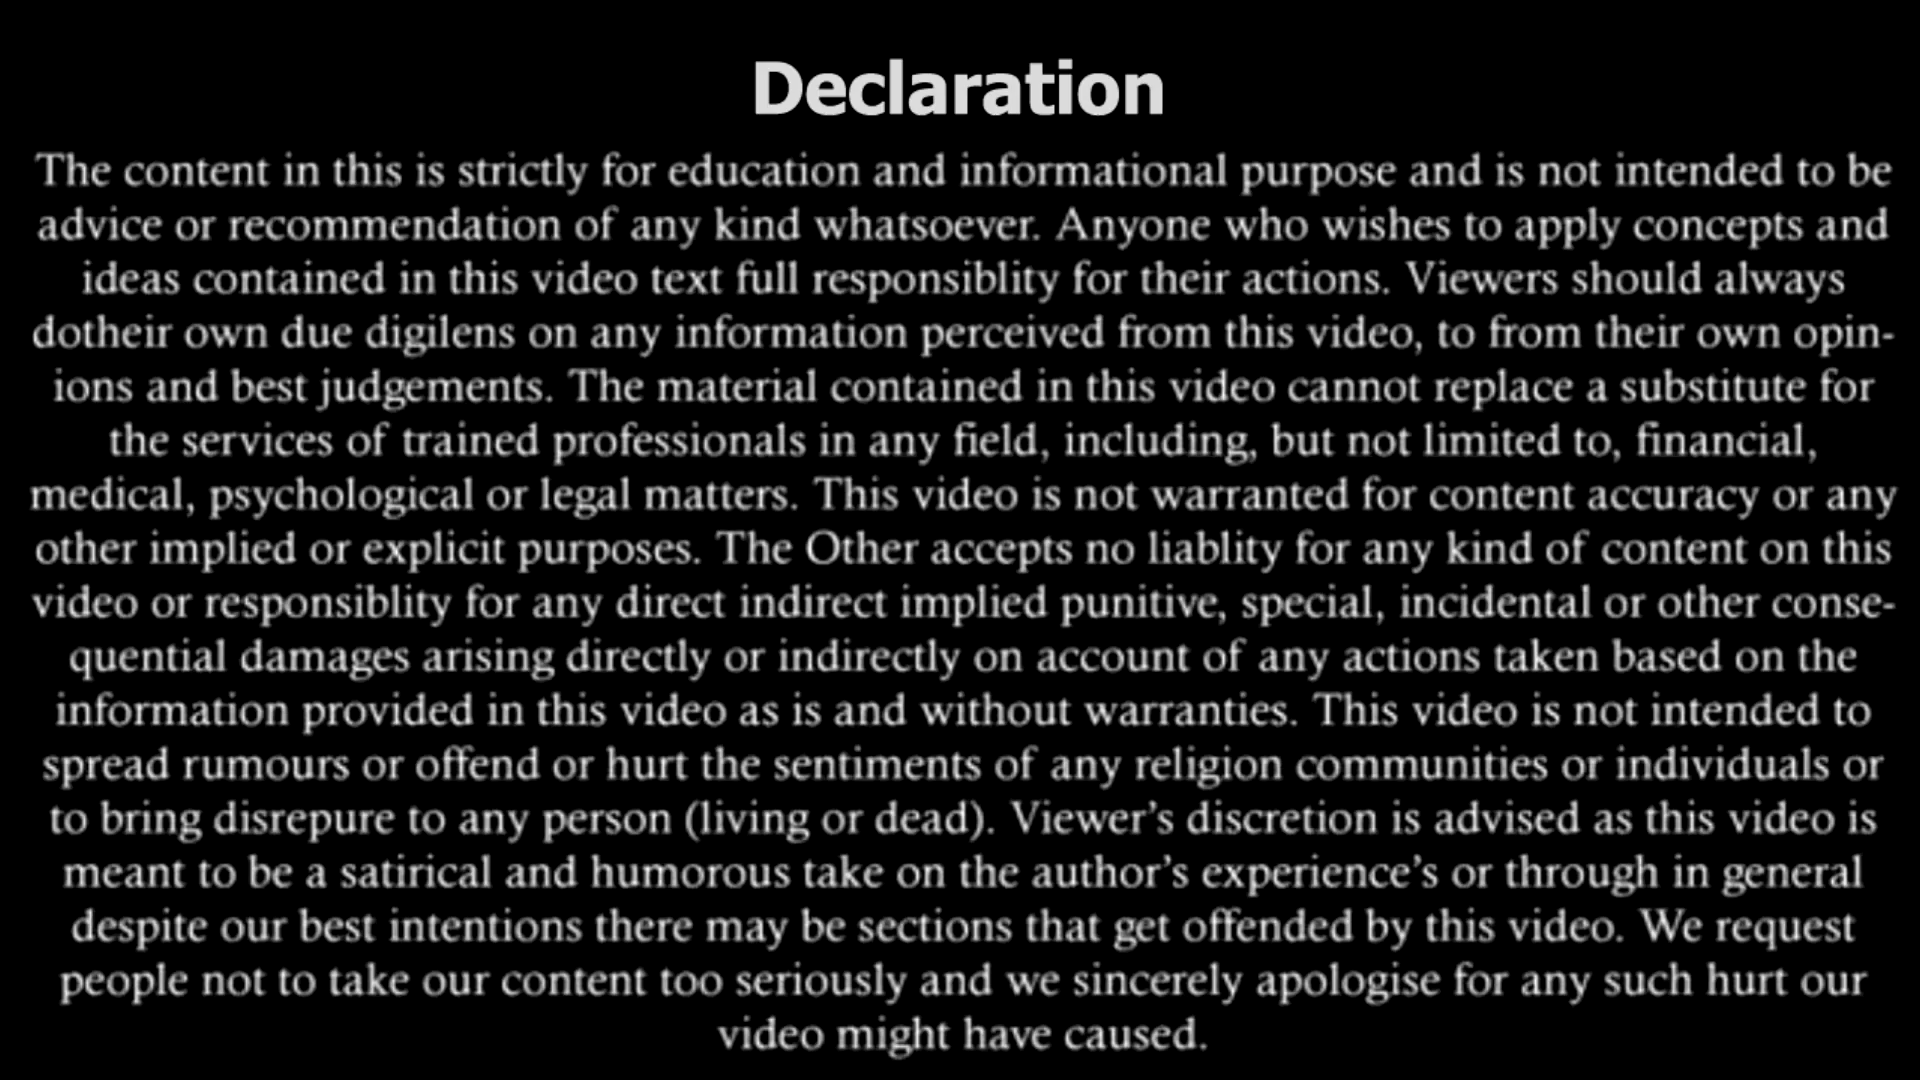 Declaration
The content in this is strictly for education and informational purpose and is not intended to be
advice or recommendation of any kind whatsoever. Anyone who wishes to apply concepts and
ideas contained in this video text full responsiblity for their actions. Viewers should always
dotheir own due digilens on any information perceived from this video, to from their own opin-
ions and best judgements. The material contained in this video cannot replace a substitute for
the services of trained professionals in any field, including, but not limited to, financial,
medical, psychological or legal matters. This video is not warranted for content accuracy or any
other implied or explicit purposes. The Other accepts no liablity for any kind of content on this
video or responsiblity for any direct indirect implied punitive, special, incidental or other conse-
quential damages arising directly or indirectly on account of any actions taken based on the
information provided in this video as is and without warranties. This video is not intended to
spread rumours or offend or hurt the sentiments of any religion communities or individuals or
to bring disrepure to any person (living or dead). Viewer’s discretion is advised as this video is
meant to be a satirical and humorous take on the author’s experience’s or through in general
despite our best intentions there may be sections that get offended by this video. We request
people not to take our content too seriously and we sincerely apologise for any such hurt our
video might have caused.